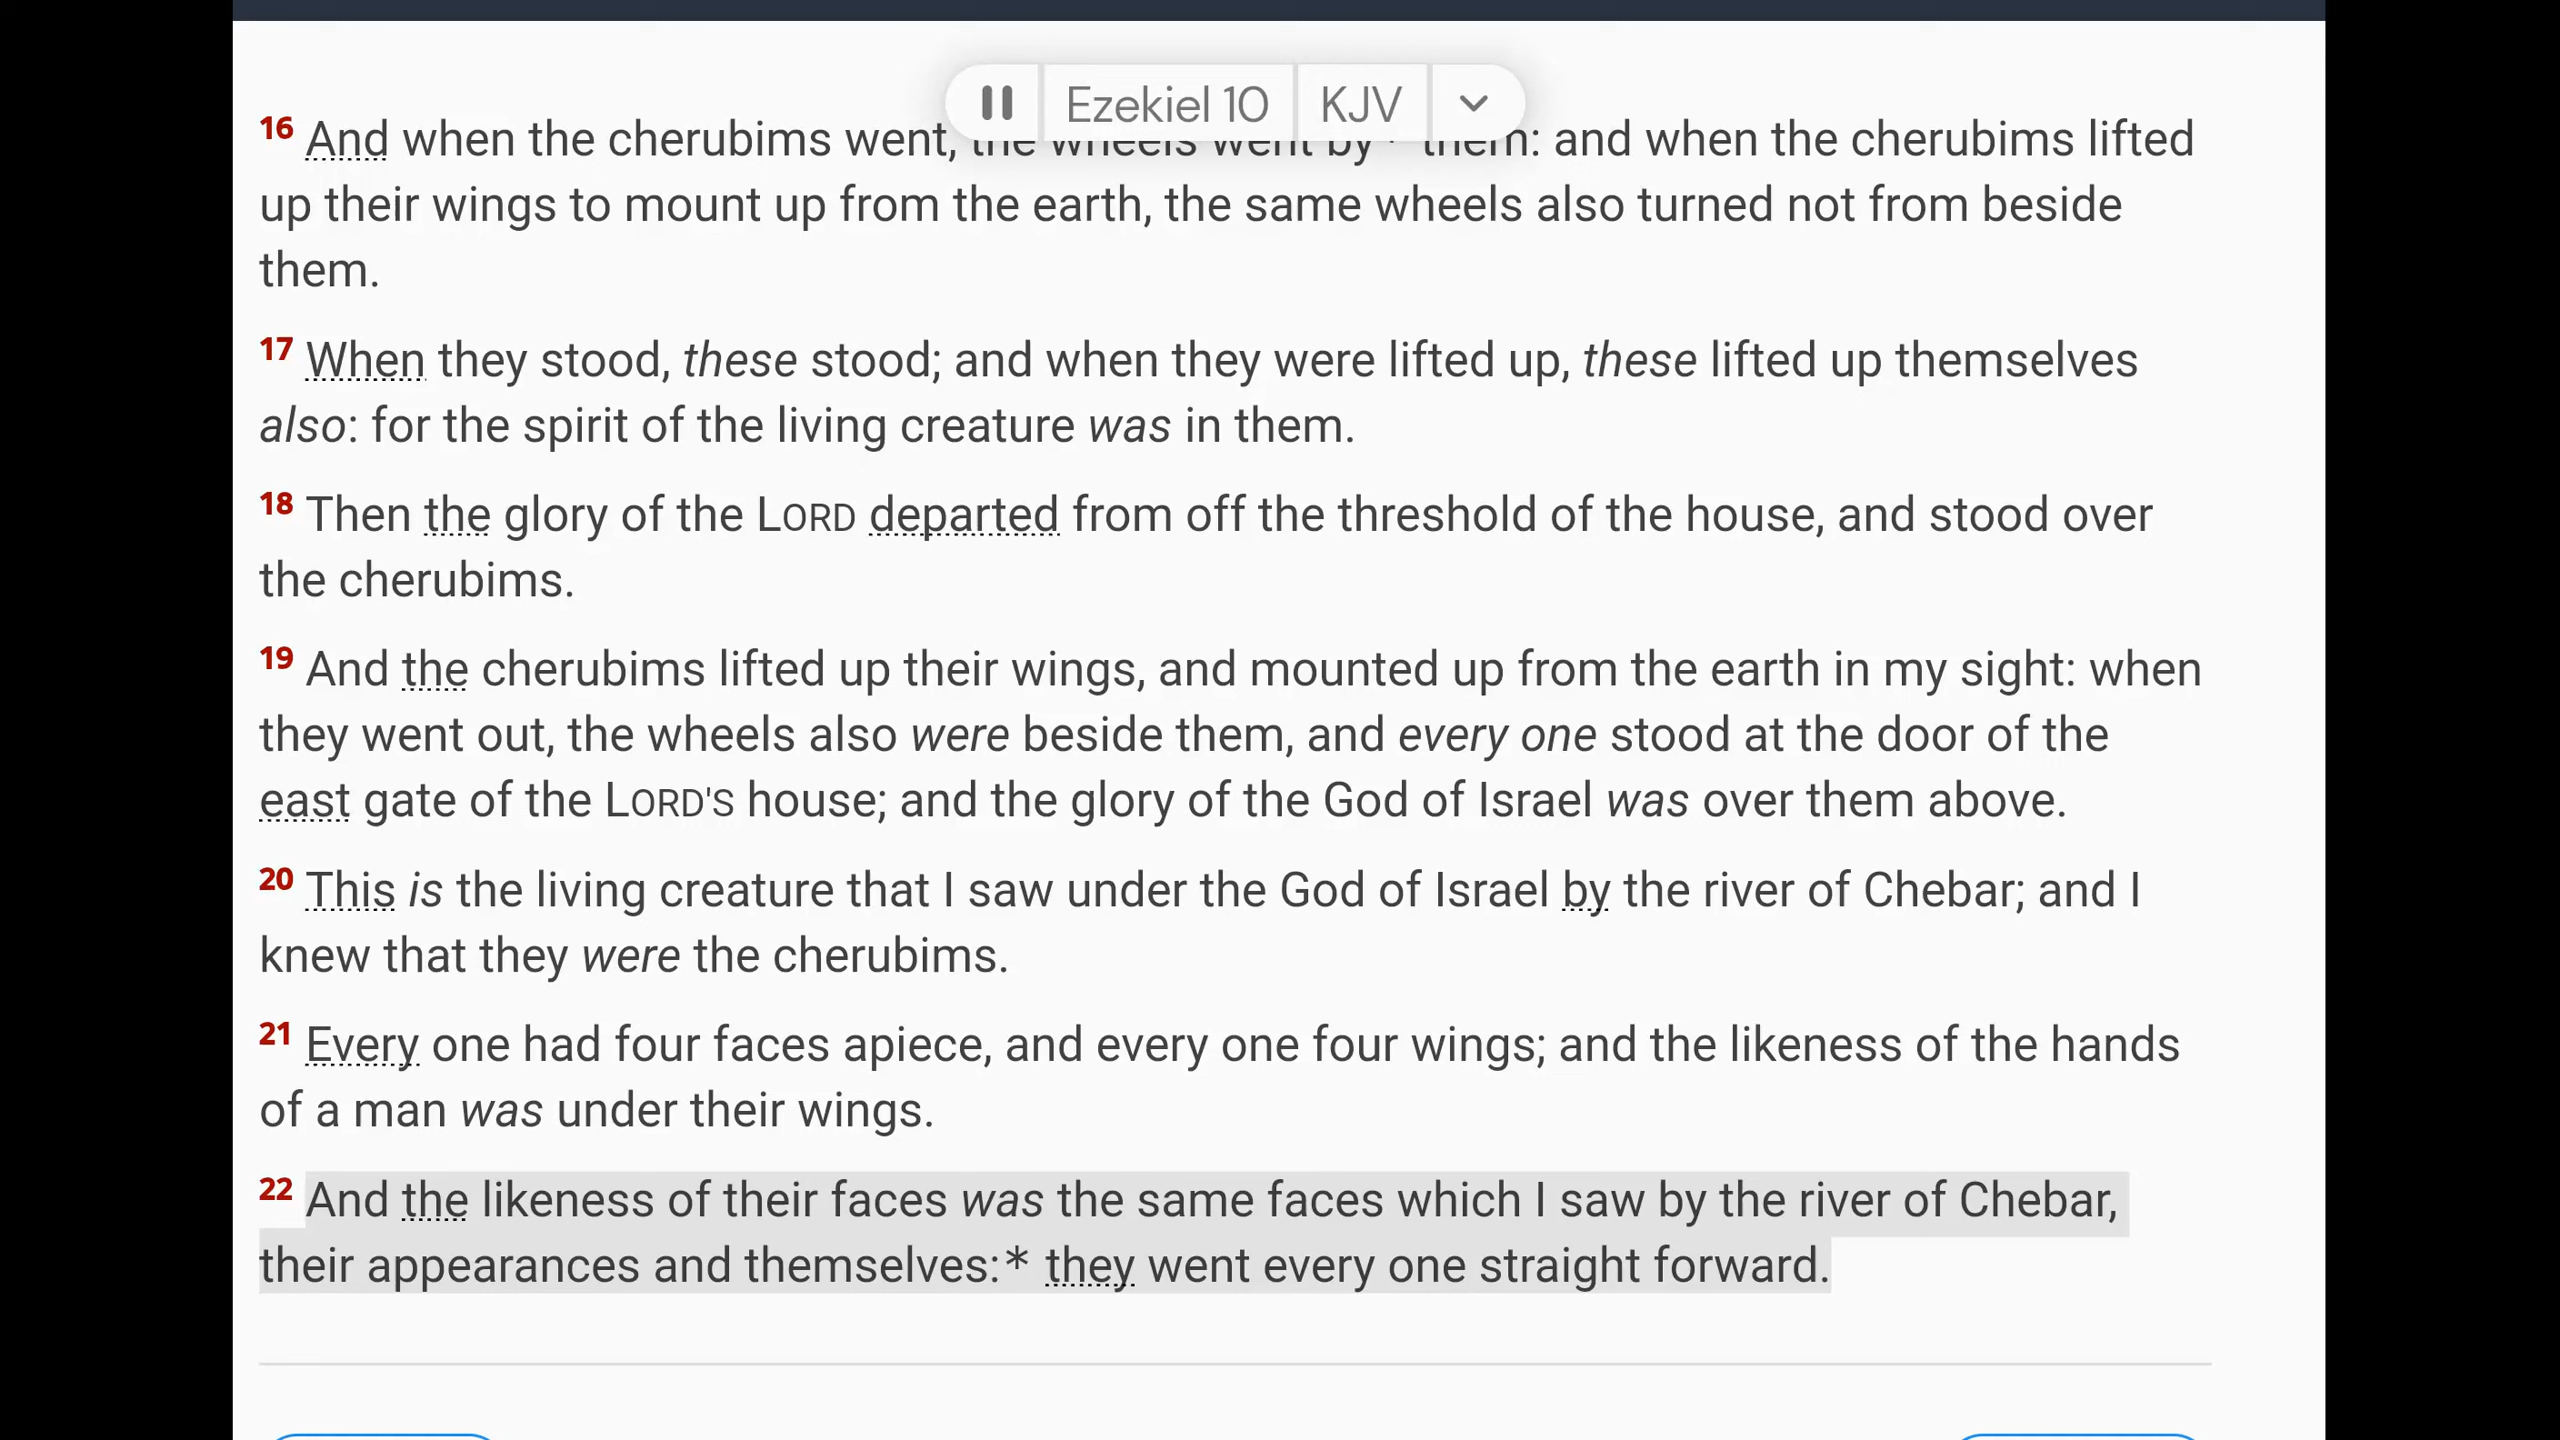 Ezekiel 10 KJV
16 And when the cherubims went, the wheels went by them: and when the cherubims lifted
up their wings to mount up from the earth, the same wheels also turned not from beside
them.
17 When they stood, these stood; and when they were lifted up, these lifted up themselves
also: for the spirit of the living creature was in them.
18 Then the glory of the LORD departed from off the threshold of the house, and stood over
the cherubims.
19 And the cherubims lifted up their wings, and mounted up from the earth in my sight: when
they went out, the wheels also were beside them, and every one stood at the door of the
east gate of the LORD'S house; and the glory of the God of Israel was over them above.
20 This is the living creature that I saw under the God of Israel by the river of Chebar; and I
knew that they were the cherubims.
21 Every one had four faces apiece, and every one four wings; and the likeness of the hands
of a man was under their wings.
22 And the likeness of their faces was the same faces which I saw by the river of Chebar,
their appearances and themselves:* they went every one straight forward.